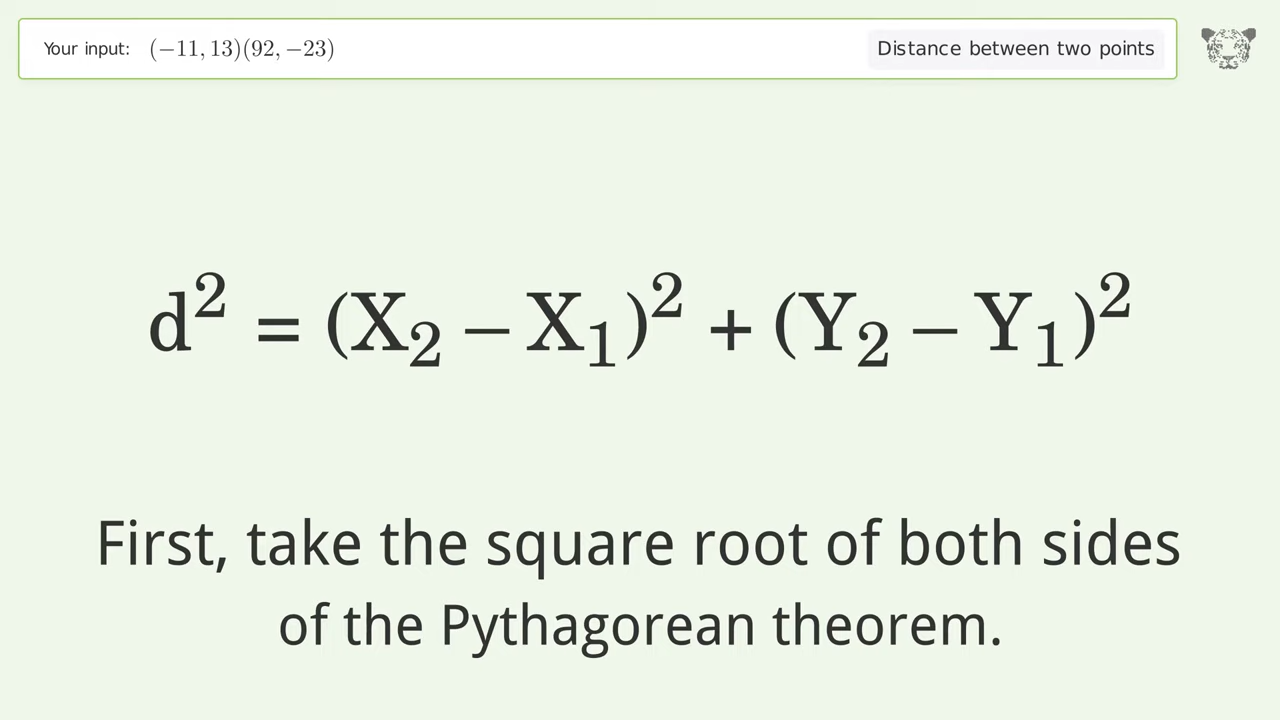 Your input: (−11, 13)(92, −23) Distance between two points
d² = (X₂ − X₁)² + (Y₂ − Y₁)²
First, take the square root of both sides
of the Pythagorean theorem.